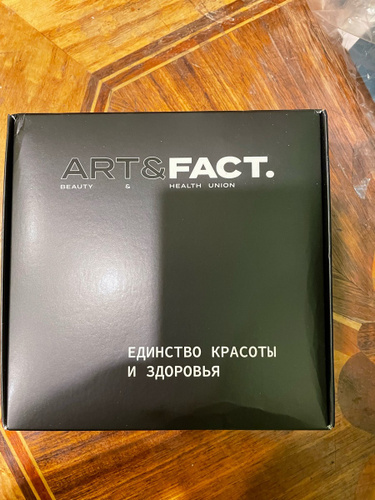 ART&FACT.
BEAUTY & HEALTH UNION
ЕДИНСТВО КРАСОТЫ
И ЗДОРОВЬЯ